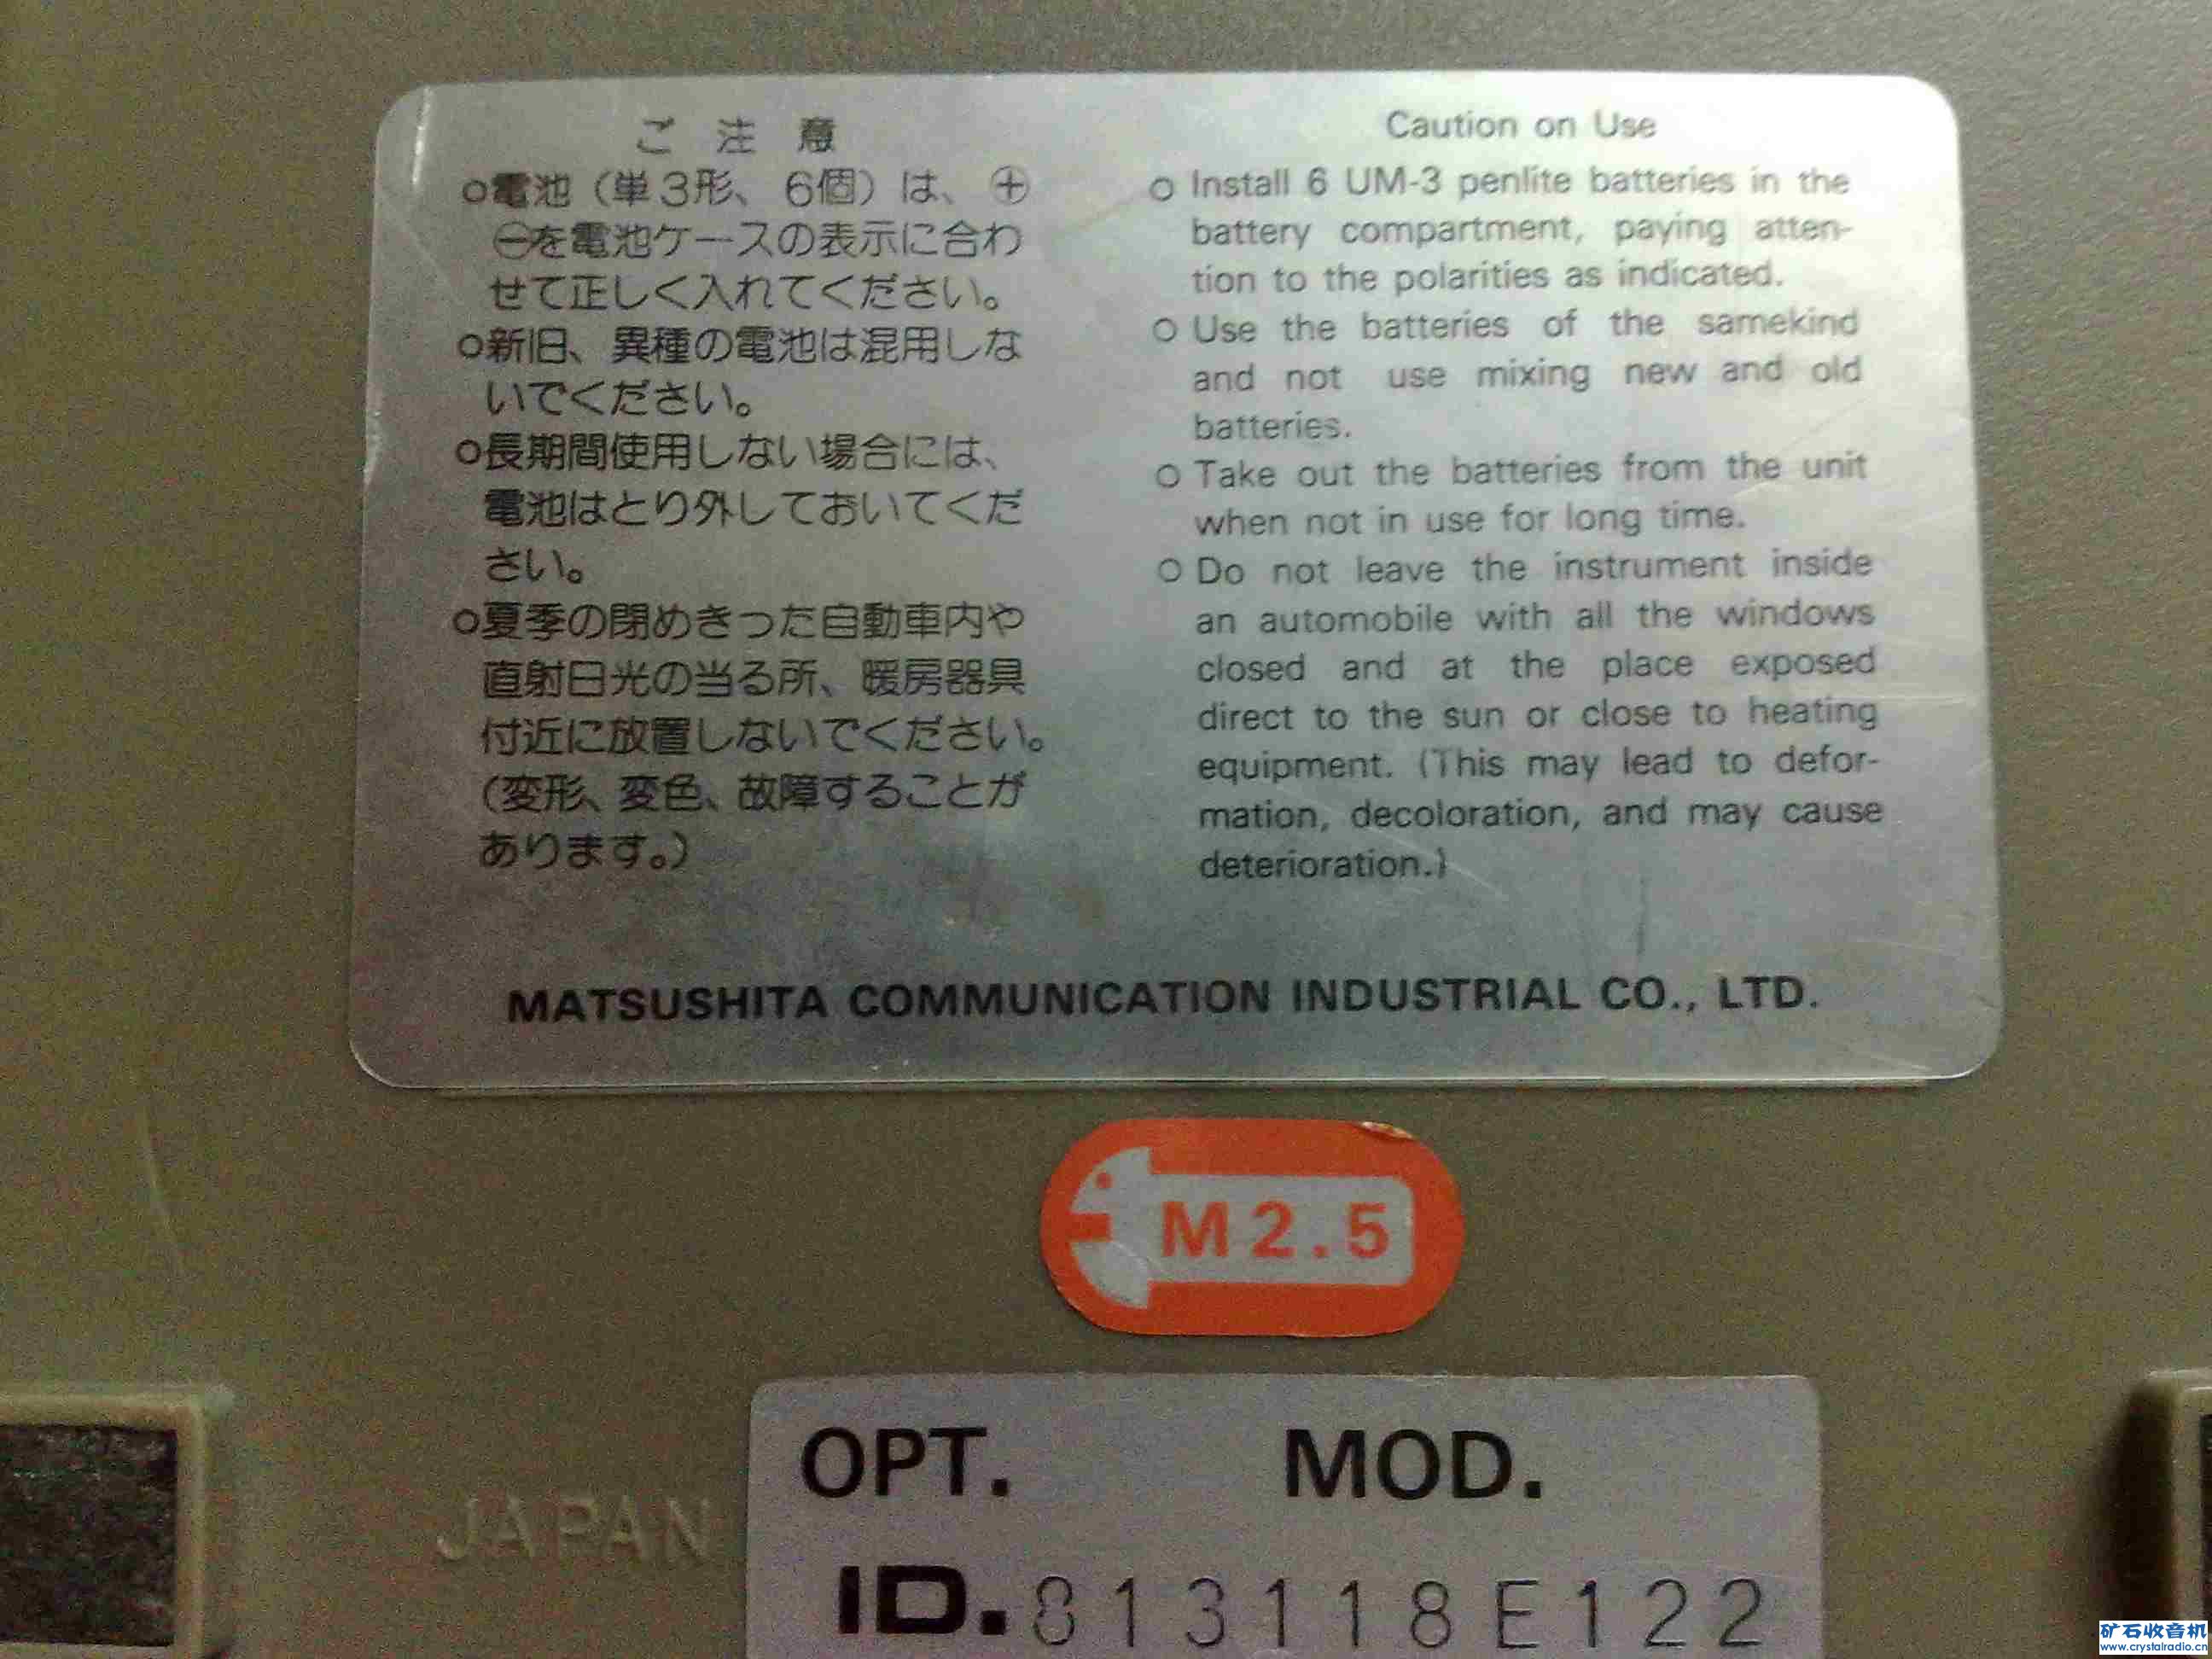 ご注意
○電池（単3形、6個）は、⊕
⊖を電池ケースの表示に合わ
せて正しく入れてください。
○新旧、異種の電池は混用しな
いでください。
○長期間使用しない場合には、
電池はとり外しておいてくだ
さい。
○夏季の閉めきった自動車内や
直射日光の当る所、暖房器具
付近に放置しないでください。
（変形、変色、故障することが
あります。）
Caution on Use
○ Install 6 UM-3 penlite batteries in the
battery compartment, paying atten-
tion to the polarities as indicated.
○ Use the batteries of the samekind
and not use mixing new and old
batteries.
○ Take out the batteries from the unit
when not in use for long time.
○ Do not leave the instrument inside
an automobile with all the windows
closed and at the place exposed
direct to the sun or close to heating
equipment. (This may lead to defor-
mation, decoloration, and may cause
deterioration.)
MATSUSHITA COMMUNICATION INDUSTRIAL CO., LTD.
M2.5
OPT. MOD.
JAPAN
ID. 813118E122
矿石收音机
www.crystalradio.cn